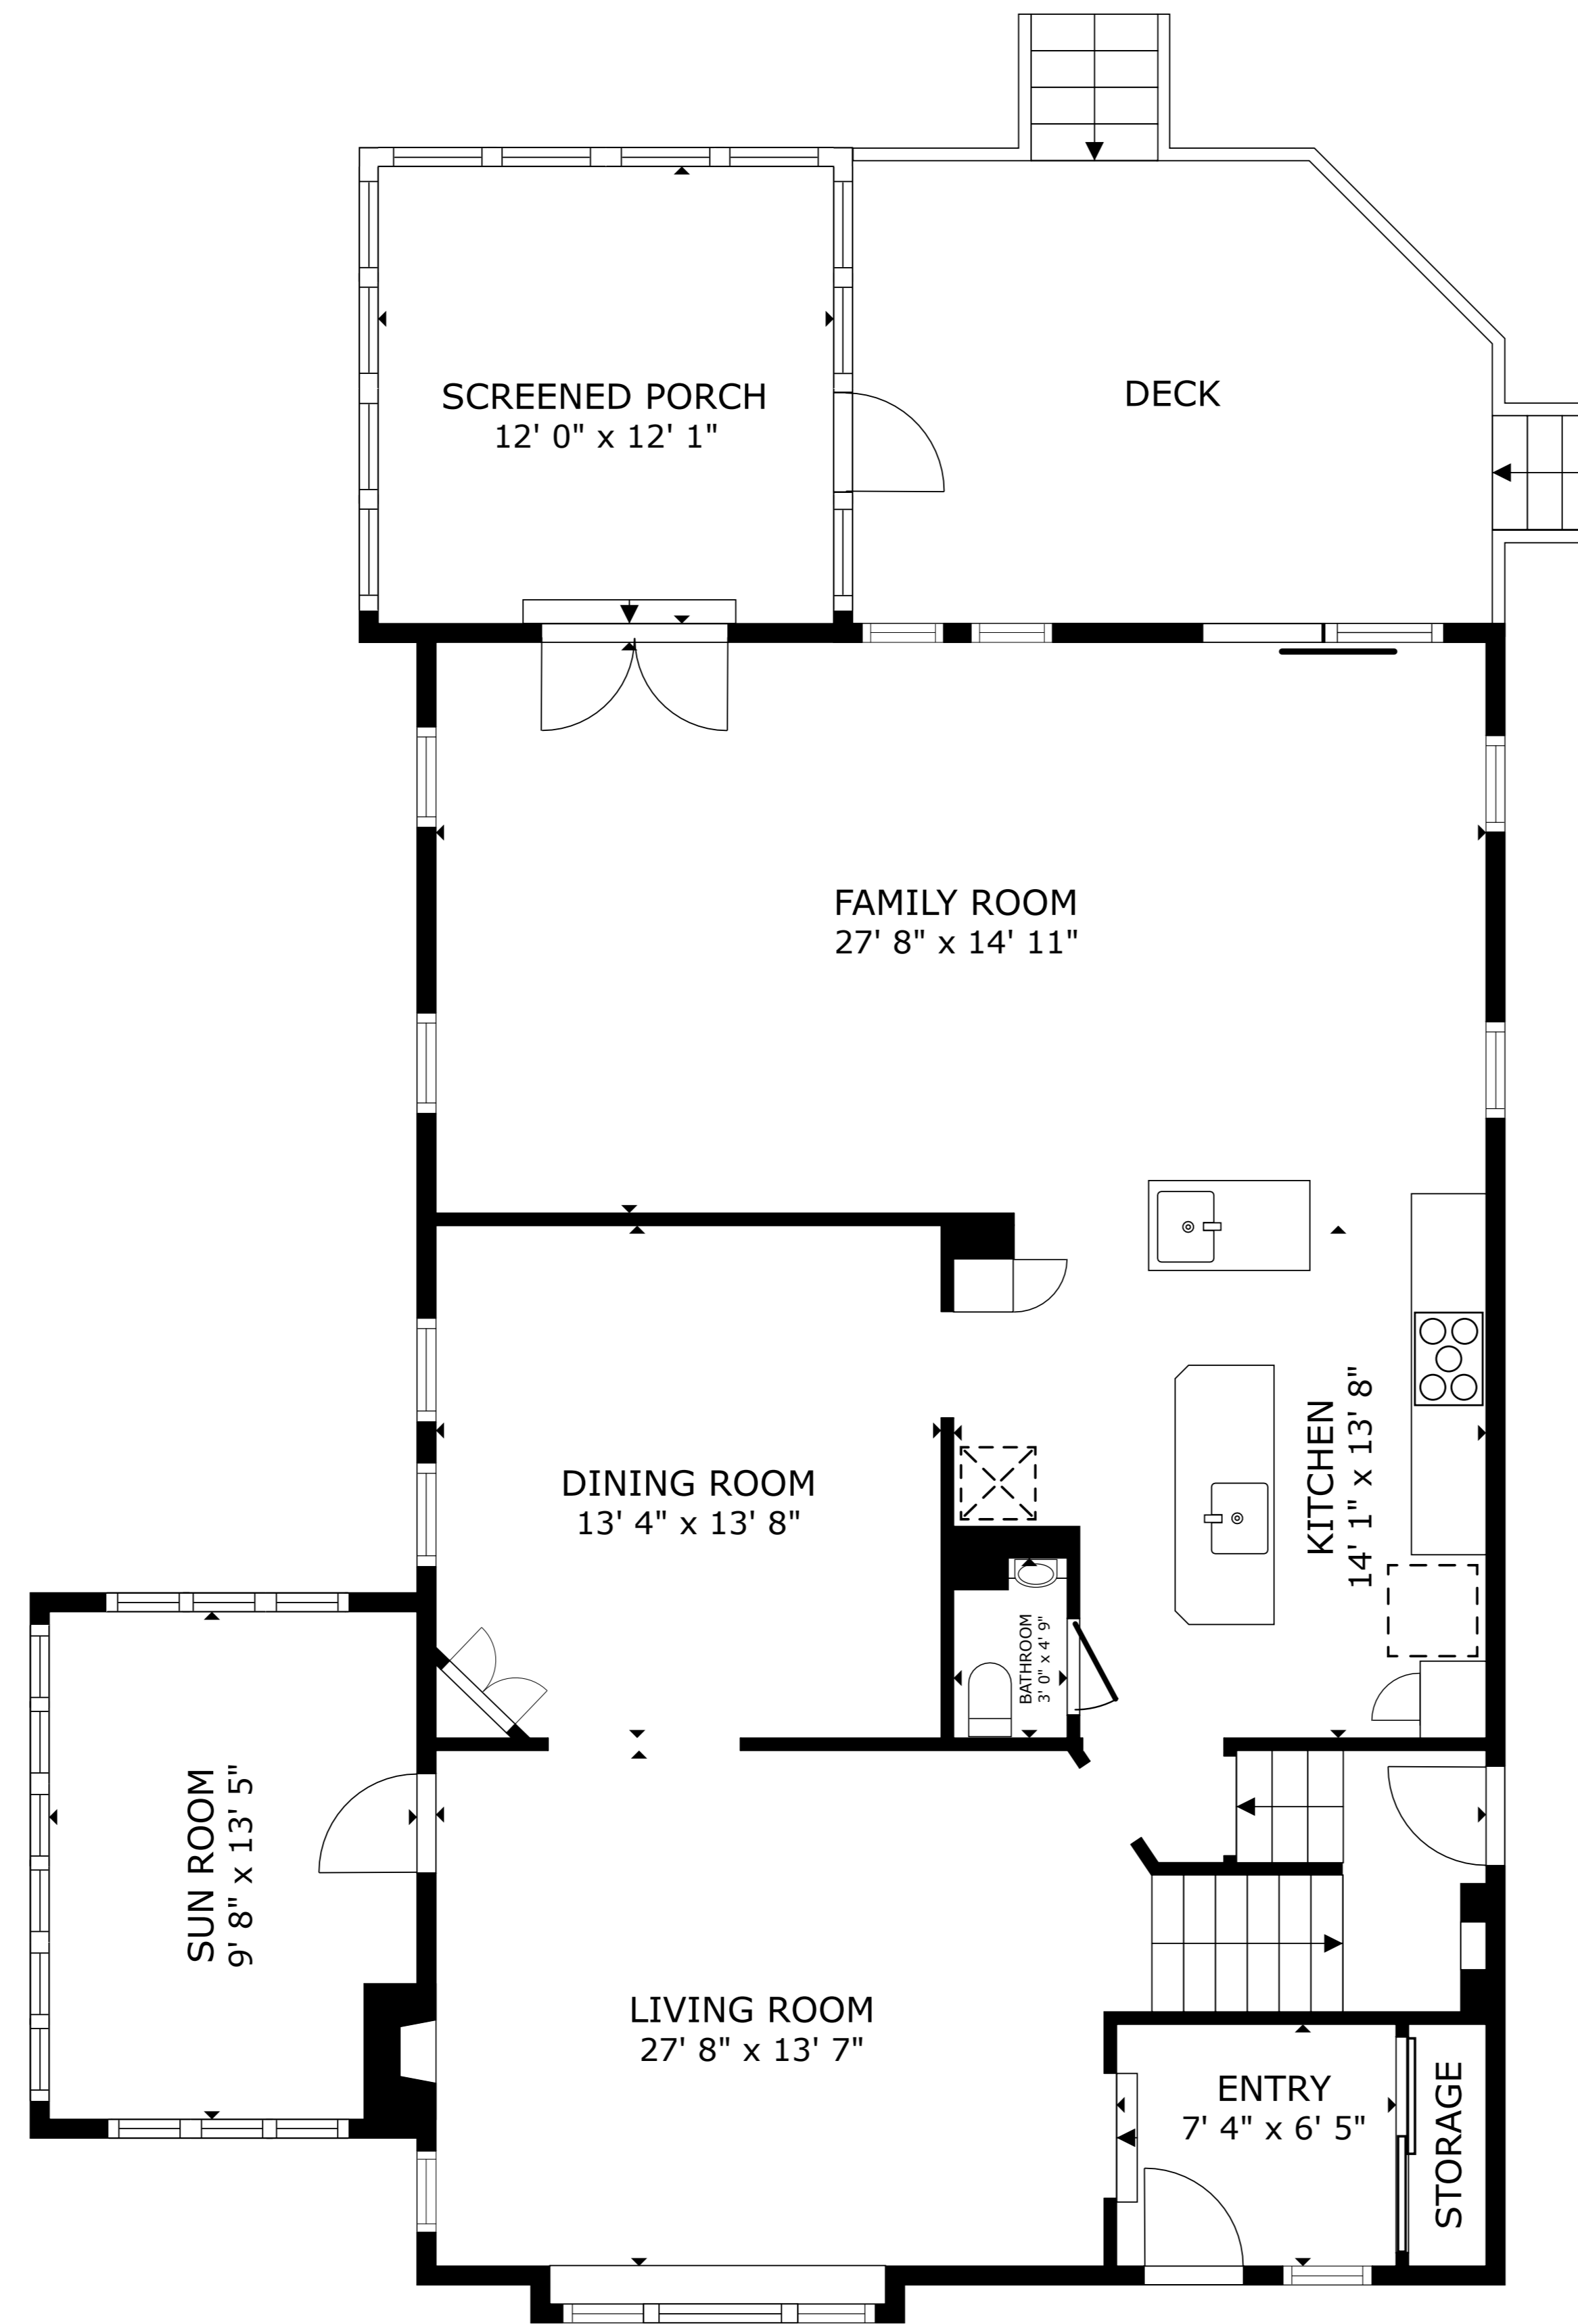 SCREENED PORCH
12' 0" x 12' 1"
DECK
FAMILY ROOM
27' 8" x 14' 11"
DINING ROOM
13' 4" x 13' 8"
KITCHEN
14' 1" x 13' 8"
BATHROOM
3' 0" x 4' 9"
SUN ROOM
9' 8" x 13' 5"
LIVING ROOM
27' 8" x 13' 7"
ENTRY
7' 4" x 6' 5"
STORAGE